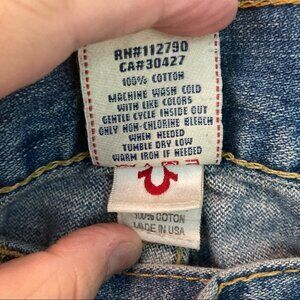 RN#112790
CA#30427
100% COTTON
MACHINE WASH COLD
WITH LIKE COLORS
GENTLE CYCLE INSIDE OUT
ONLY NON-CHLORINE BLEACH
WHEN NEEDED
TUMBLE DRY LOW
WARM IRON IF NEEDED
100% COTTON
MADE IN USA